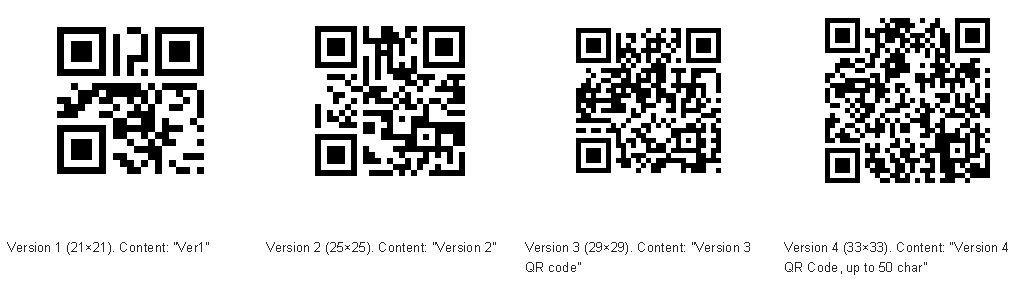 Version 1 (21×21). Content: "Ver1"
Version 2 (25×25). Content: "Version 2"
Version 3 (29×29). Content: "Version 3
QR code"
Version 4 (33×33). Content: "Version 4
QR Code, up to 50 char"